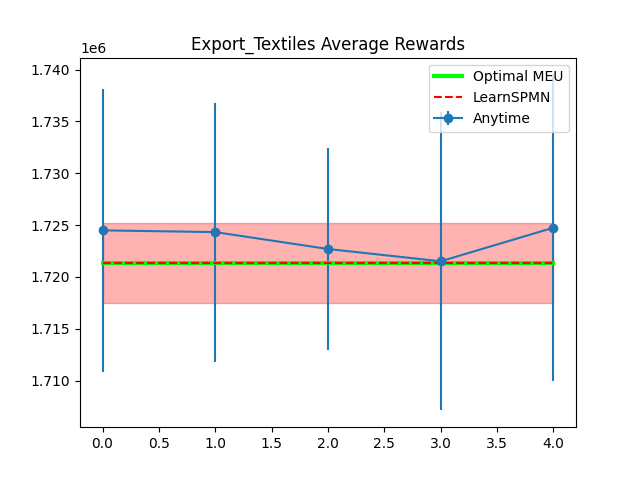 Export_Textiles Average Rewards
1e6
1.740
1.735
1.730
1.725
1.720
1.715
1.710
Optimal MEU
LearnSPMN
Anytime
0.0 0.5 1.0 1.5 2.0 2.5 3.0 3.5 4.0